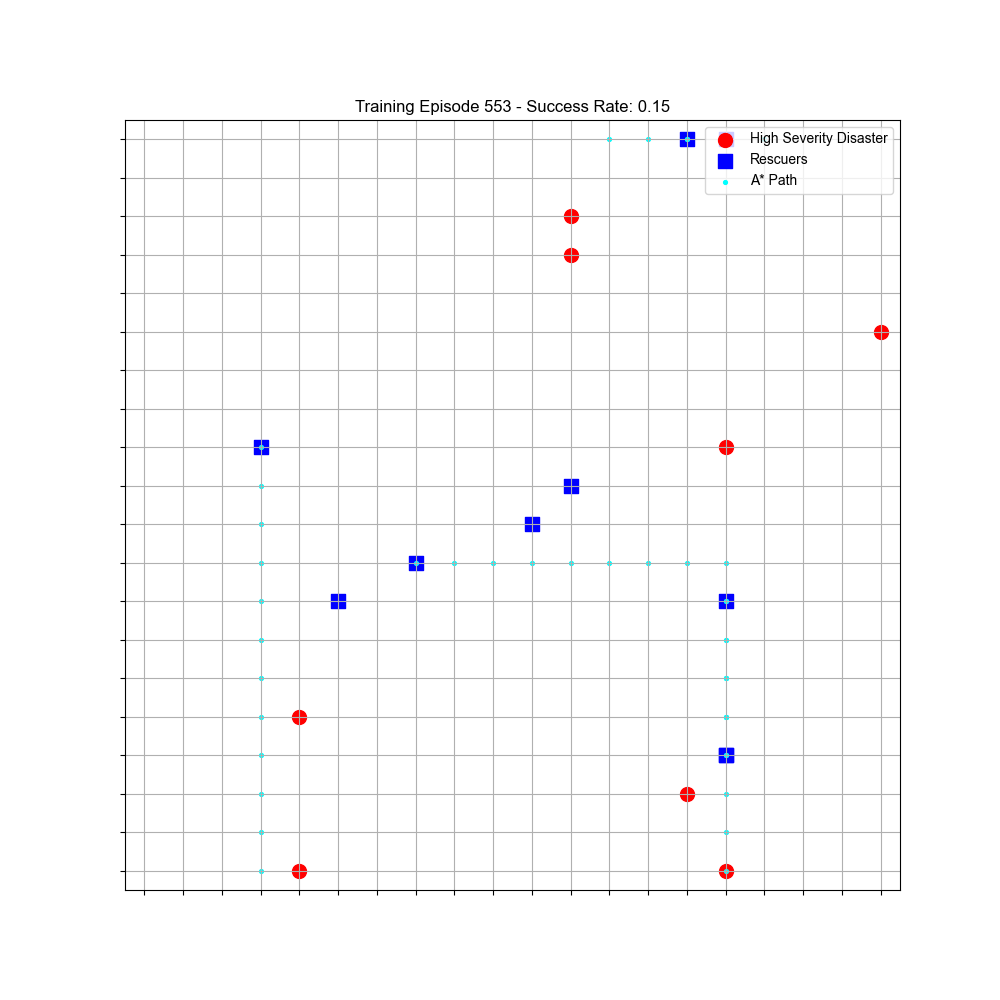 Training Episode 553 - Success Rate: 0.15
High Severity Disaster
Rescuers
A* Path